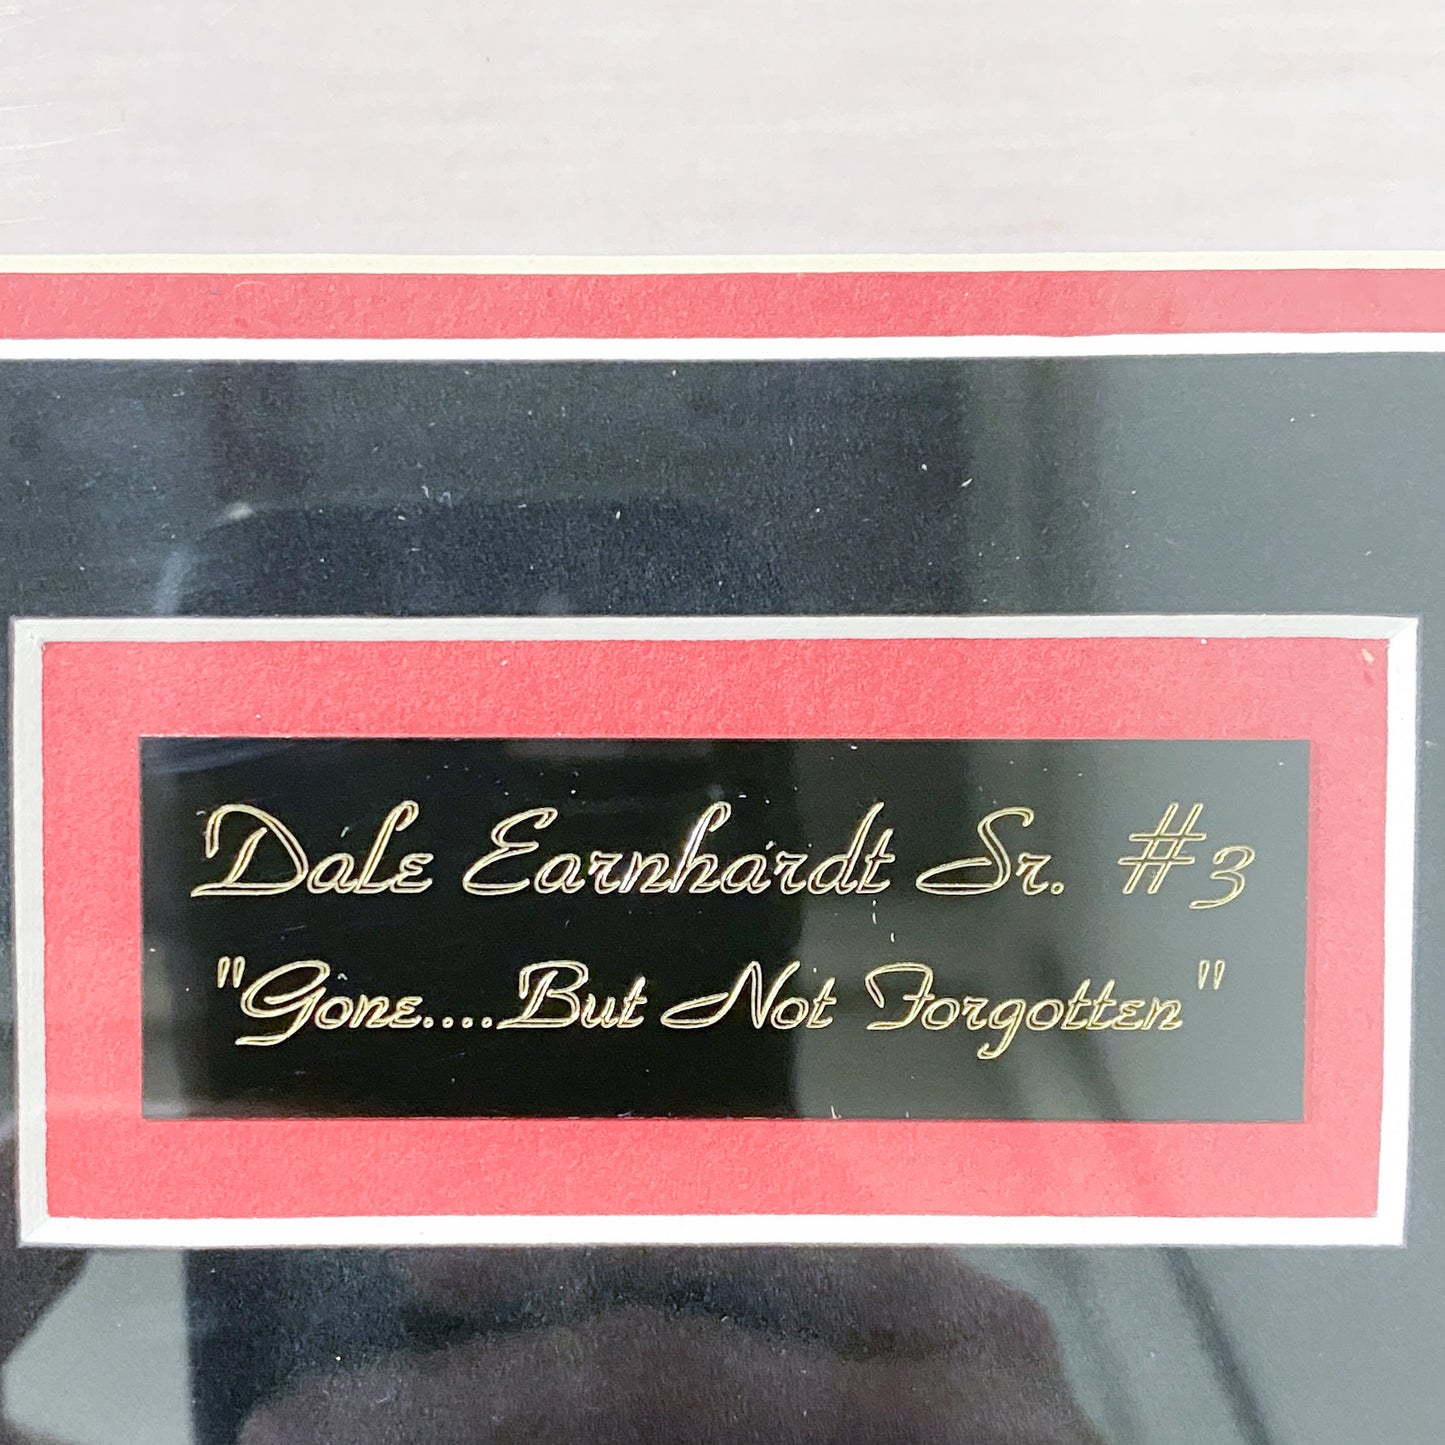 Dale Earnhardt Sr. #3
"Gone....But Not Forgotten"